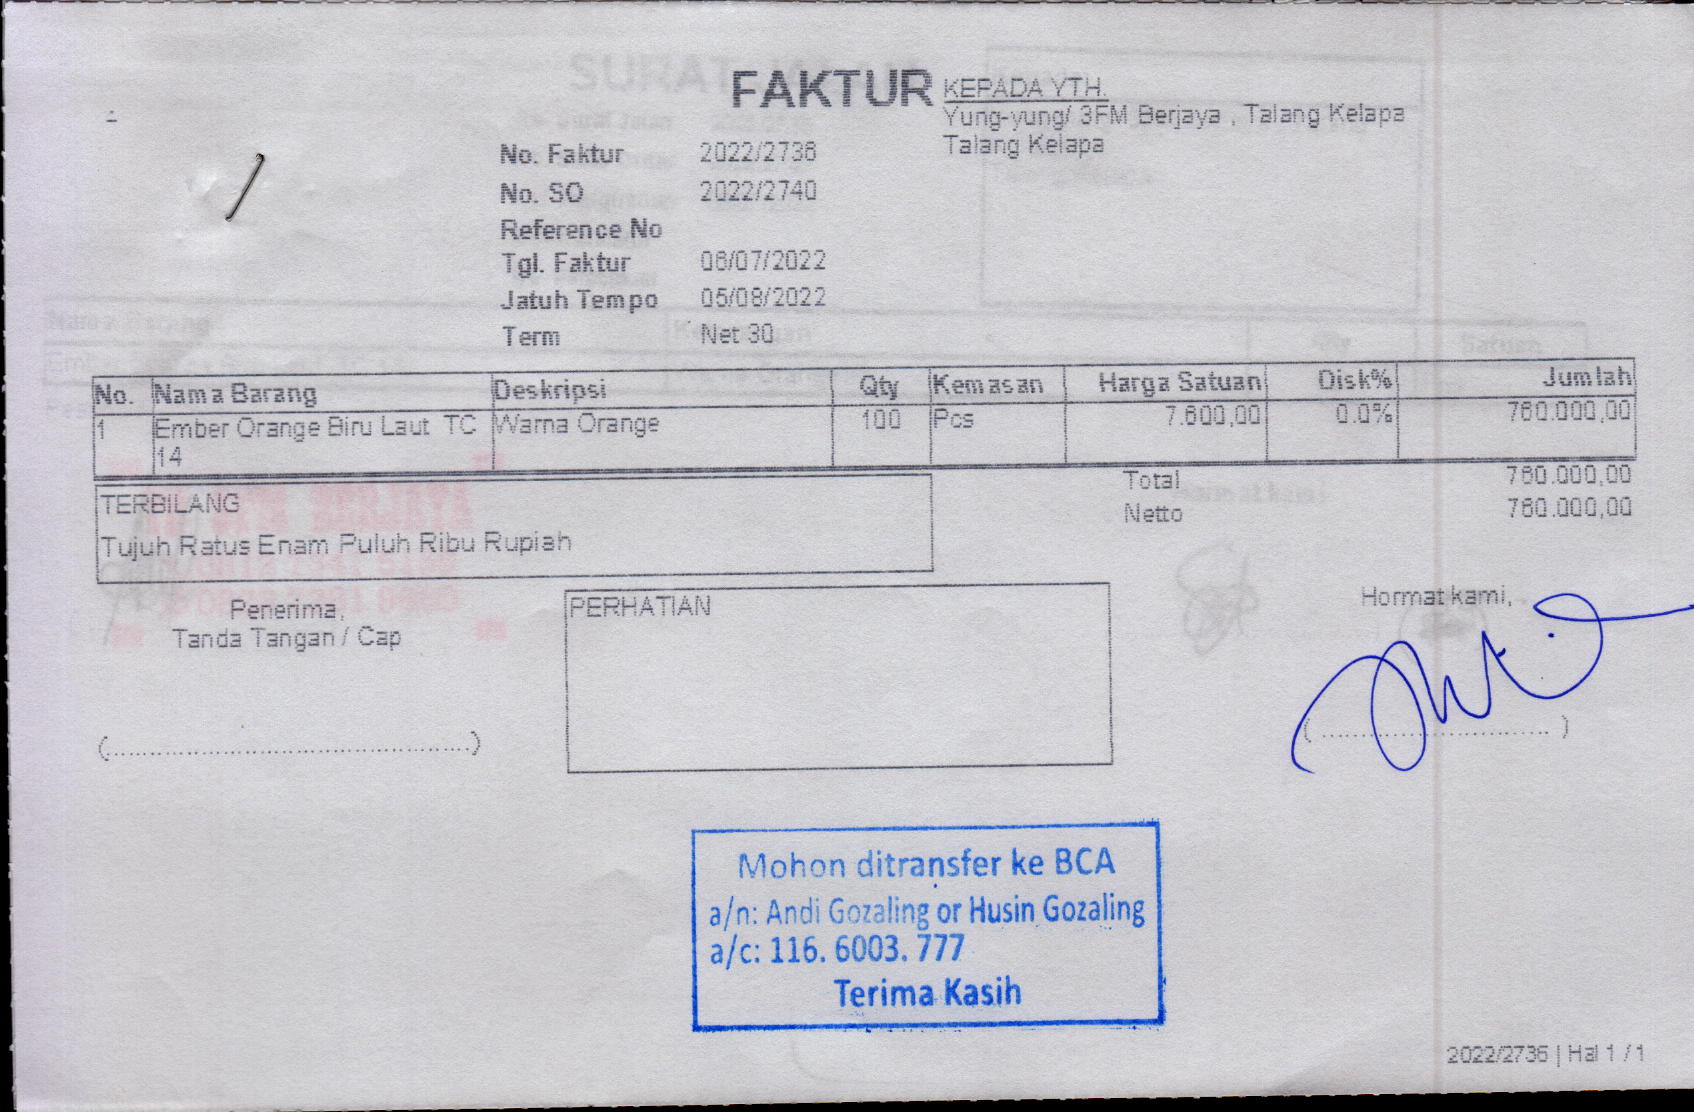 FAKTUR
KEPADA YTH.
Yung-yung/ 3FM Berjaya , Talang Kelapa
Talang Kelapa
No. Faktur 2022/2736
No. SO 2022/2740
Reference No
Tgl. Faktur 06/07/2022
Jatuh Tempo 05/08/2022
Term Net 30
No. Nama Barang Deskripsi Qty Kemasan Harga Satuan Disk% Jumlah
1 Ember Orange Biru Laut TC Warna Orange 100 Pcs 7.600,00 0.0% 760.000,00
14
Total 760.000,00
Netto 760.000,00
TERBILANG
Tujuh Ratus Enam Puluh Ribu Rupiah
Penerima,
Tanda Tangan / Cap
PERHATIAN
Hormat kami,
(................................................)
( ............................... )
Mohon ditransfer ke BCA
a/n: Andi Gozaling or Husin Gozaling
a/c: 116. 6003. 777
Terima Kasih
2022/2736 | Hal 1 / 1